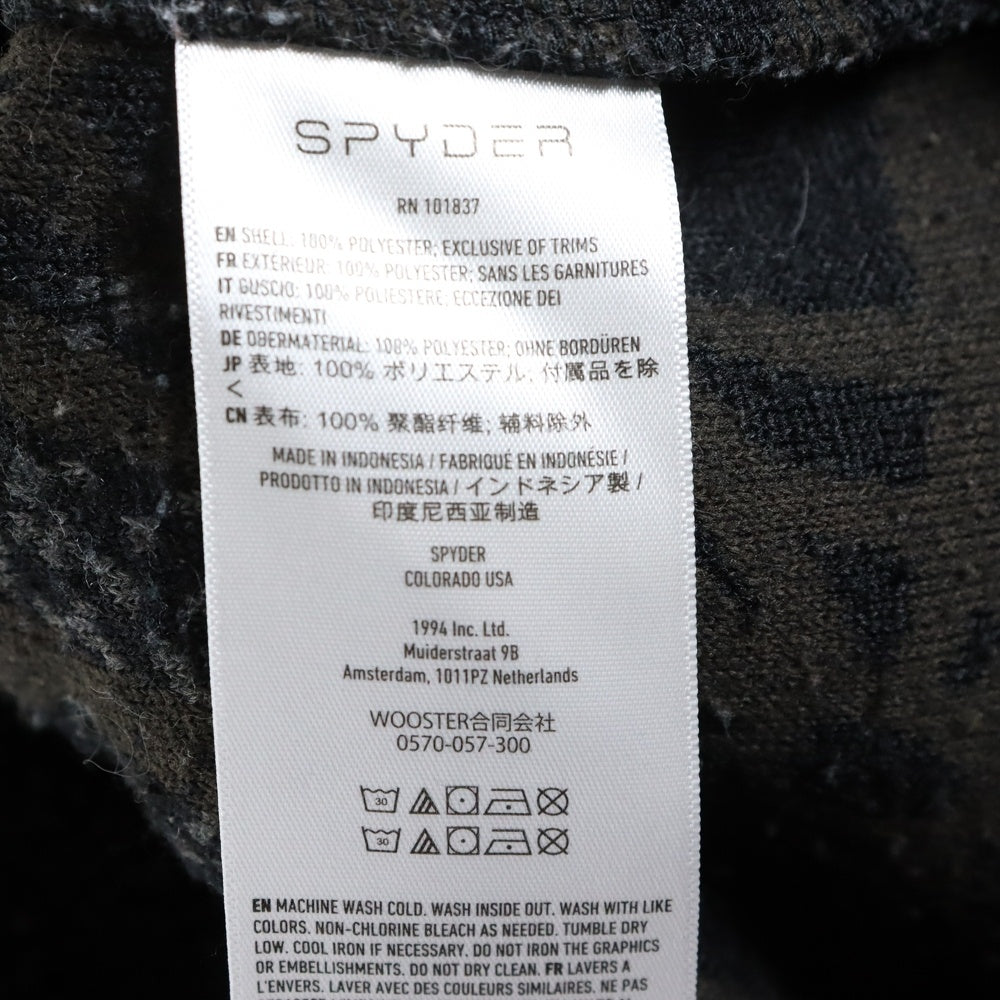 SPYDER
RN 101837
EN SHELL: 100% POLYESTER; EXCLUSIVE OF TRIMS
FR EXTÉRIEUR: 100% POLYESTER; SANS LES GARNITURES
IT GUSCIO: 100% POLIESTERE; ECCEZIONE DEI
RIVESTIMENTI
DE OBERMATERIAL: 100% POLYESTER; OHNE BORDÜREN
JP 表地: 100% ポリエステル, 付属品を除
く
CN 表布: 100% 聚酯纤维; 辅料除外
MADE IN INDONESIA / FABRIQUÉ EN INDONÉSIE /
PRODOTTO IN INDONESIA / インドネシア製 /
印度尼西亚制造
SPYDER
COLORADO USA
1994 Inc. Ltd.
Muiderstraat 9B
Amsterdam, 1011PZ Netherlands
WOOSTER合同会社
0570-057-300
30
30
EN MACHINE WASH COLD. WASH INSIDE OUT. WASH WITH LIKE
COLORS. NON-CHLORINE BLEACH AS NEEDED. TUMBLE DRY
LOW. COOL IRON IF NECESSARY. DO NOT IRON THE GRAPHICS
OR EMBELLISHMENTS. DO NOT DRY CLEAN. FR LAVERS A
L'ENVERS. LAVER AVEC DES COULEURS SIMILAIRES. NE PAS